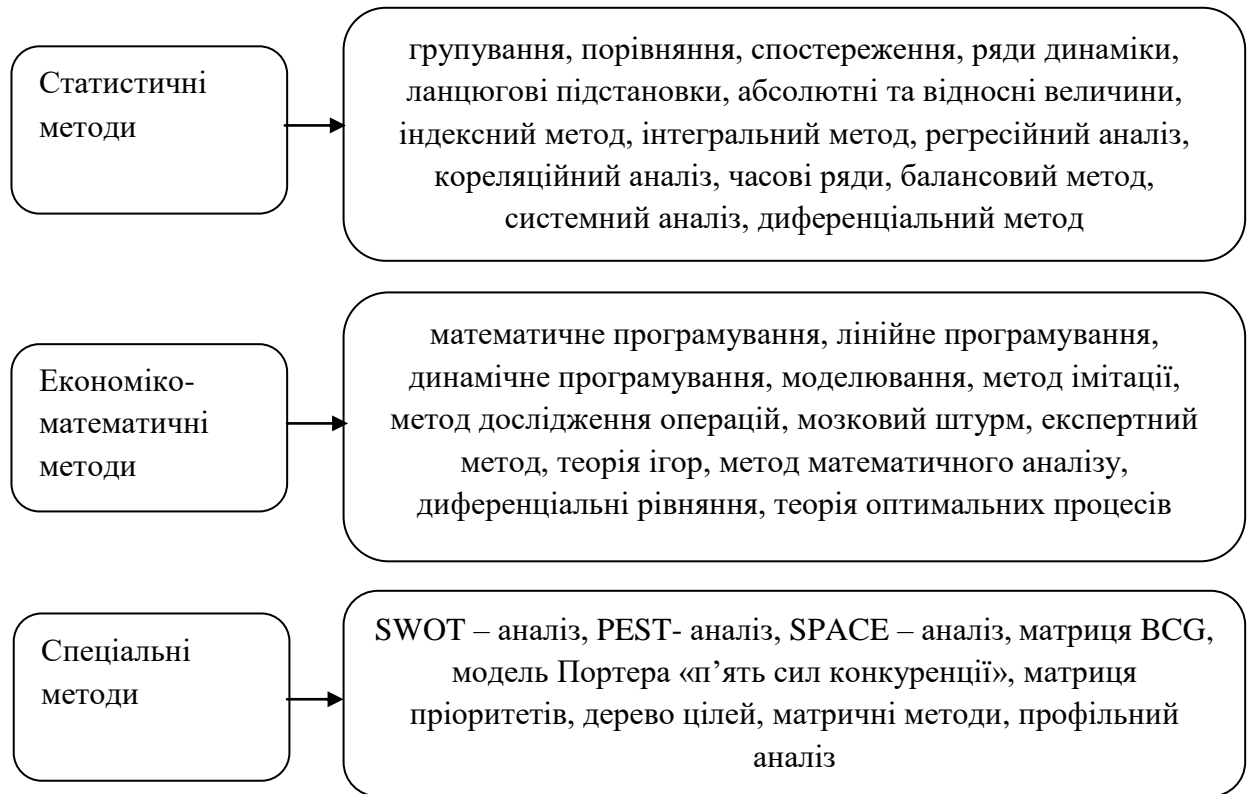 Статистичні
методи
групування, порівняння, спостереження, ряди динаміки,
ланцюгові підстановки, абсолютні та відносні величини,
індексний метод, інтегральний метод, регресійний аналіз,
кореляційний аналіз, часові ряди, балансовий метод,
системний аналіз, диференціальний метод
Економіко-
математичні
методи
математичне програмування, лінійне програмування,
динамічне програмування, моделювання, метод імітації,
метод дослідження операцій, мозковий штурм, експертний
метод, теорія ігор, метод математичного аналізу,
диференціальні рівняння, теорія оптимальних процесів
Спеціальні
методи
SWOT – аналіз, PEST- аналіз, SPACE – аналіз, матриця BCG,
модель Портера «п’ять сил конкуренції», матриця
пріоритетів, дерево цілей, матричні методи, профільний
аналіз